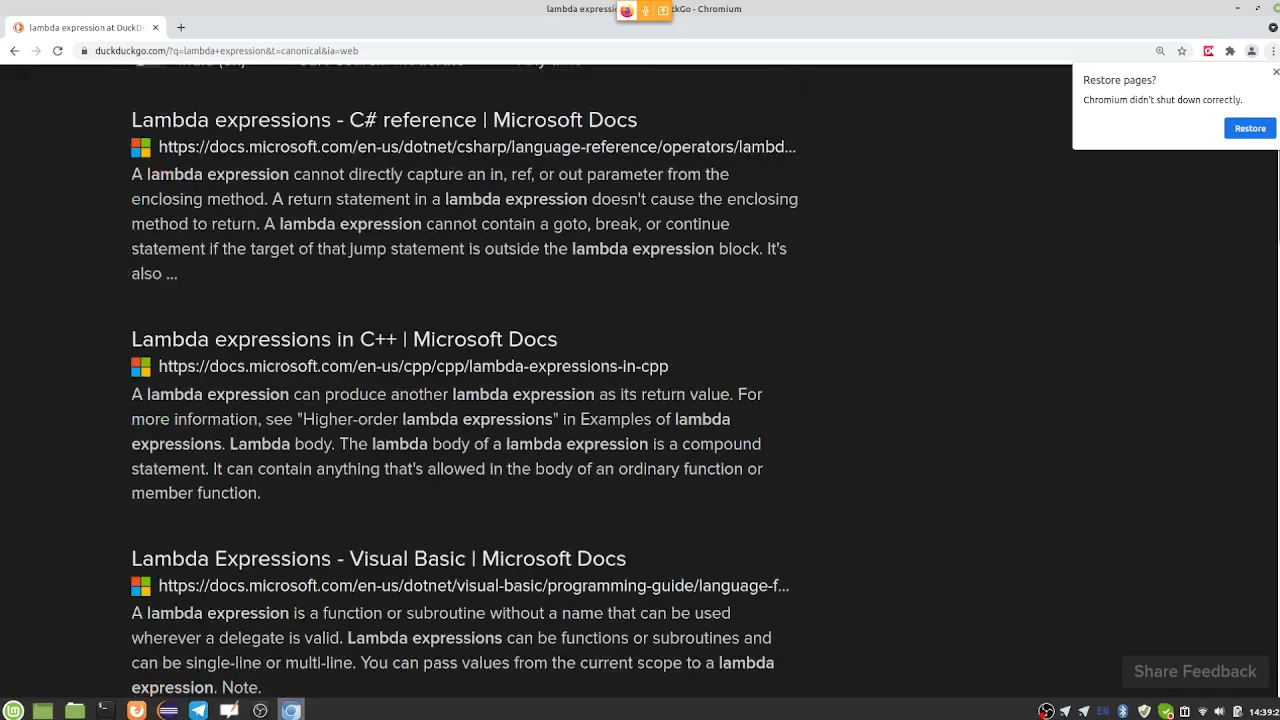 lambda expressi
kGo - Chromium
lambda expression at DuckD
duckduckgo.com/?q=lambda+expression&t=canonical&ia=web
Restore pages?
Chromium didn't shut down correctly.
Restore
Lambda expressions - C# reference | Microsoft Docs
https://docs.microsoft.com/en-us/dotnet/csharp/language-reference/operators/lambd...
A lambda expression cannot directly capture an in, ref, or out parameter from the
enclosing method. A return statement in a lambda expression doesn't cause the enclosing
method to return. A lambda expression cannot contain a goto, break, or continue
statement if the target of that jump statement is outside the lambda expression block. It's
also ...
Lambda expressions in C++ | Microsoft Docs
https://docs.microsoft.com/en-us/cpp/cpp/lambda-expressions-in-cpp
A lambda expression can produce another lambda expression as its return value. For
more information, see "Higher-order lambda expressions" in Examples of lambda
expressions. Lambda body. The lambda body of a lambda expression is a compound
statement. It can contain anything that's allowed in the body of an ordinary function or
member function.
Lambda Expressions - Visual Basic | Microsoft Docs
https://docs.microsoft.com/en-us/dotnet/visual-basic/programming-guide/language-f...
A lambda expression is a function or subroutine without a name that can be used
wherever a delegate is valid. Lambda expressions can be functions or subroutines and
can be single-line or multi-line. You can pass values from the current scope to a lambda
expression. Note.
Share Feedback
EN
14:39:2